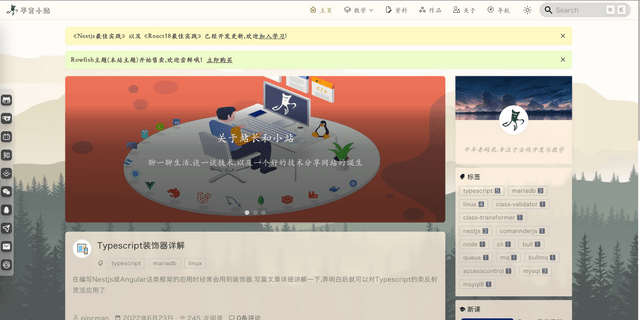 平哥小站
主页
教学
资料
作品
关于
导航
Search
⌘ K
《Nestjs最佳实践》以及《React18最佳实践》已经开发更新,欢迎加入学习!
Rowfish主题(本站主题)开始售卖,欢迎尝鲜哦! 立即购买
关于站长和小站
聊一聊生活,谈一谈技术,以及一个好的技术分享网站的诞生
中年老码农,专注于全栈开发与教学
标签
typescript 5 mariadb 3
linux 4 class-validator 1
class-transformer 1
nestjs 3 comannderjs 1
node 1 cli 1 bull 1
queue 1 mq 1 bullmq 1
accesscontrol 1 mysql 3
msyqlll 1
新课
Typescript装饰器详解
typescript mariadb linux
在编写Nestjs或Angular这类框架的应用时经常会用到装饰器,写篇文章详细讲解一下,弄明白后就可以对Typescript的类反射
灵活应用了
pincman 2022年6月23日 245 次阅读 0条评论